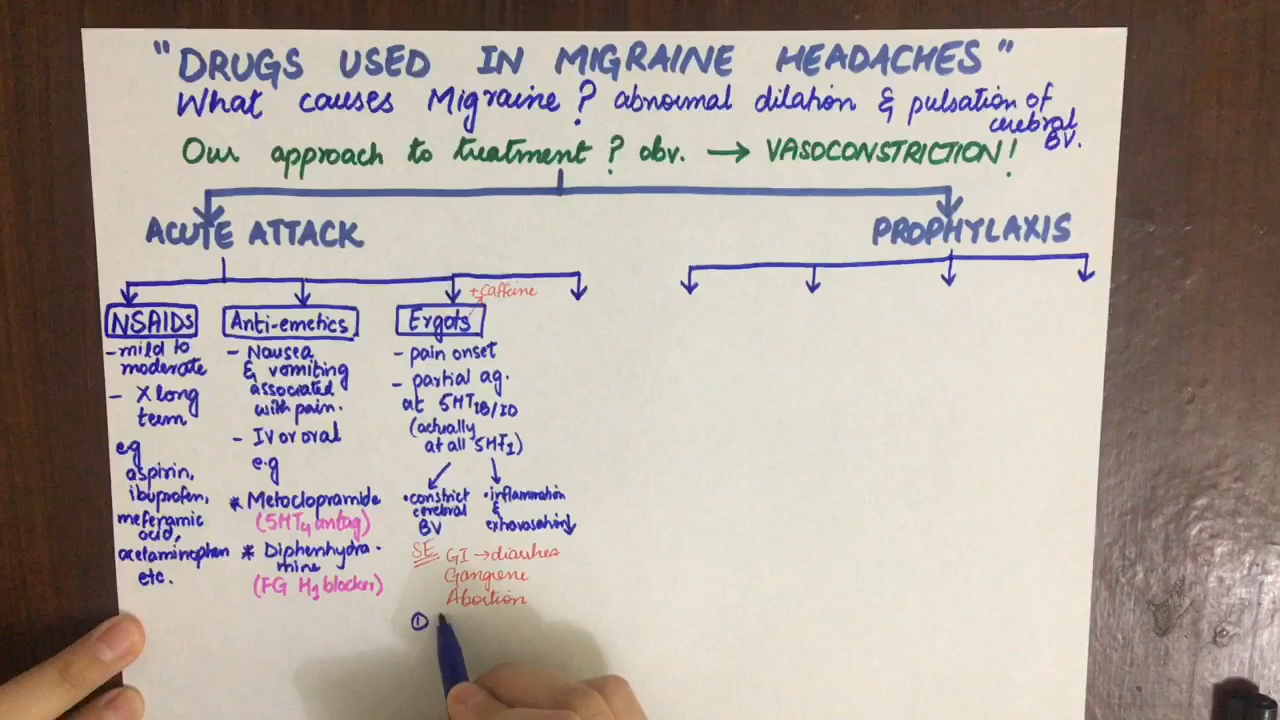 "DRUGS USED IN MIGRAINE HEADACHES"
What causes Migraine? abnormal dilation & pulsation of
cerebral
BV.
Our approach to treatment? obv. → VASOCONSTRICTION!
ACUTE ATTACK
PROPHYLAXIS
NSAIDS
- mild to
moderate
- X long
term
eg
aspirin,
ibuprofen,
mefenamic
acid,
acetaminophen
etc.
Anti-emetics
- Nausea
& vomiting
associated
with pain.
- IV or oral
e.g
* Metoclopramide
(5HT4 antag)
* Diphenhydra-
mine
(FG H1 blocker)
+ Caffeine
Ergots
- pain onset
- partial ag.
at 5HT1B/1D
(actually
at all 5HT1)
• constrict
cerebral
BV
• inflammation
&
exhavasation↓
SE GI → diarrhea
Gangrene
Abortion
①